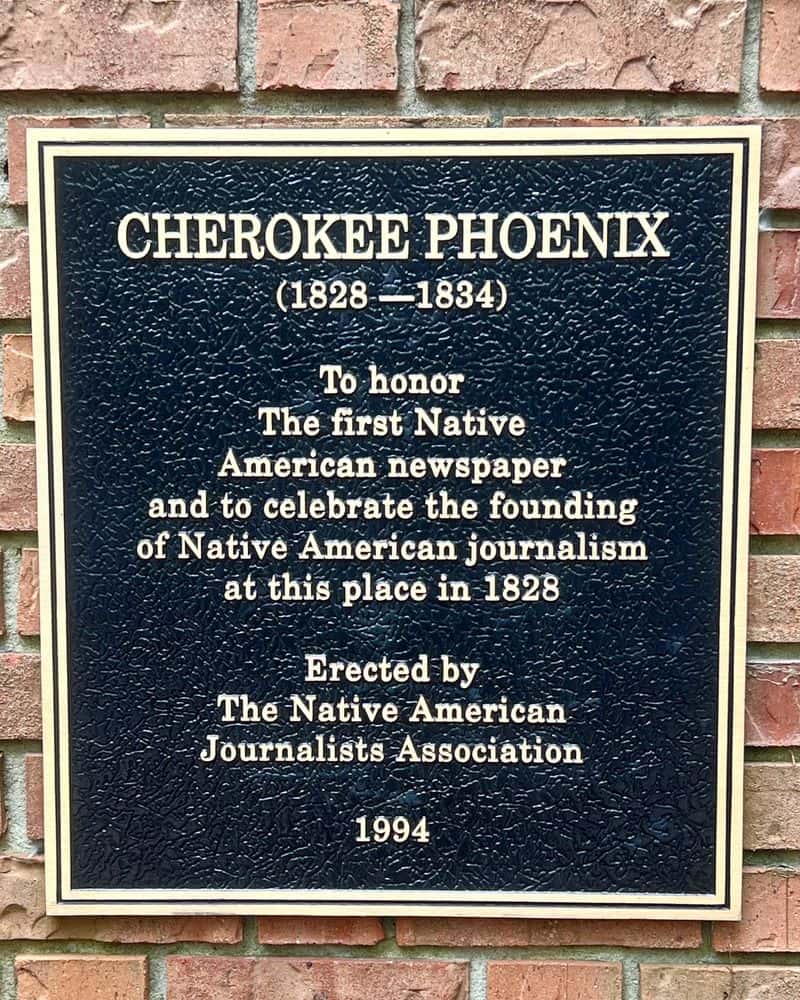 CHEROKEE PHOENIX
(1828 —1834)
To honor
The first Native
American newspaper
and to celebrate the founding
of Native American journalism
at this place in 1828
Erected by
The Native American
Journalists Association
1994